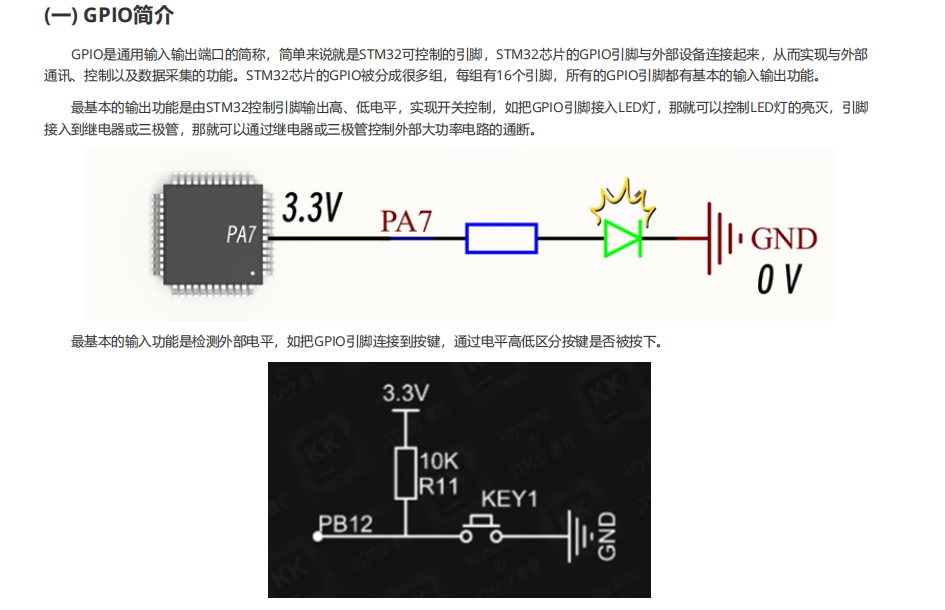 (一) GPIO简介
GPIO是通用输入输出端口的简称，简单来说就是STM32可控制的引脚，STM32芯片的GPIO引脚与外部设备连接起来，从而实现与外部
通讯、控制以及数据采集的功能。STM32芯片的GPIO被分成很多组，每组有16个引脚，所有的GPIO引脚都有基本的输入输出功能。
最基本的输出功能是由STM32控制引脚输出高、低电平，实现开关控制，如把GPIO引脚接入LED灯，那就可以控制LED灯的亮灭，引脚
接入到继电器或三极管，那就可以通过继电器或三极管控制外部大功率电路的通断。
PA7
3.3V
PA7
GND
0 V
最基本的输入功能是检测外部电平，如把GPIO引脚连接到按键，通过电平高低区分按键是否被按下。
3.3V
10K
R11
KEY1
PB12
GND
KK
KK
KK